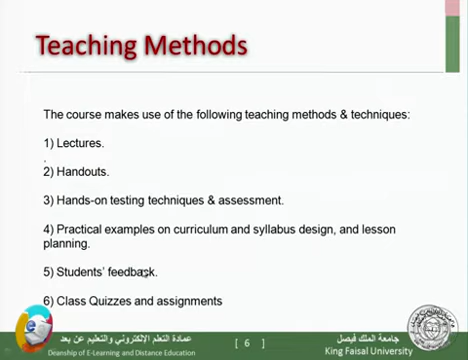 Teaching Methods
The course makes use of the following teaching methods & techniques:
1) Lectures.
.
2) Handouts.
3) Hands-on testing techniques & assessment.
4) Practical examples on curriculum and syllabus design, and lesson
planning.
5) Students' feedback.
6) Class Quizzes and assignments
عمادة التعلم الإلكتروني والتعليم عن بعد
Deanship of E-Learning and Distance Education
[ 6 ]
جامعة الملك فيصل
King Faisal University